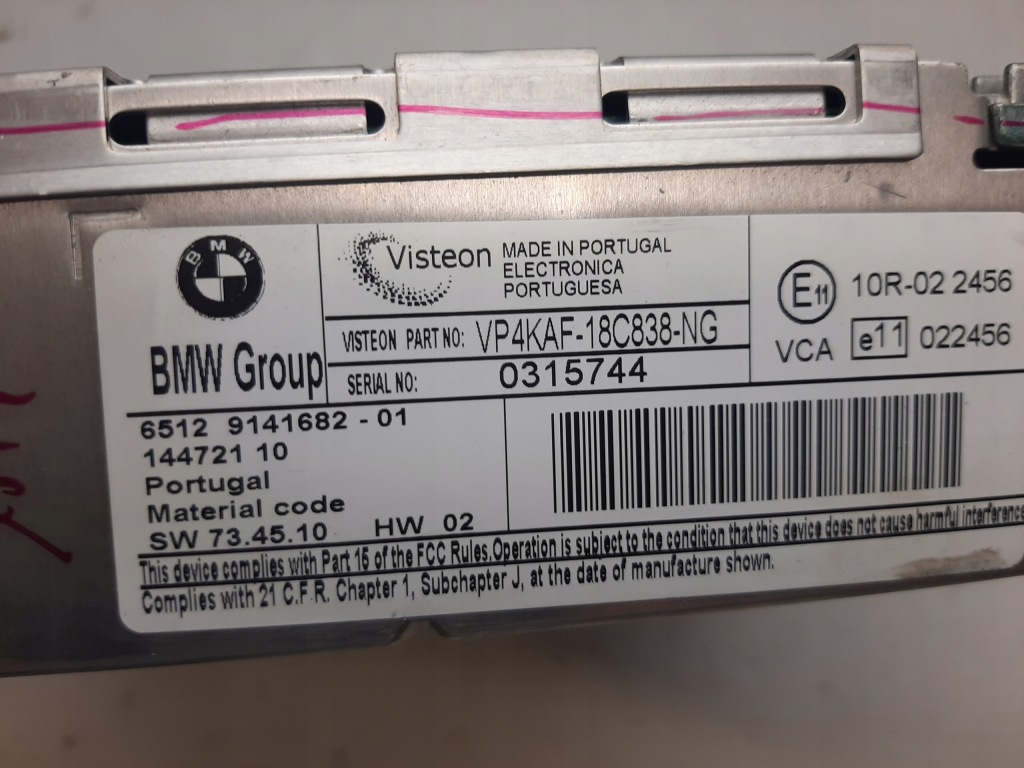 BMW
BMW Group
Visteon
MADE IN PORTUGAL
ELECTRONICA
PORTUGUESA
VISTEON PART NO: VP4KAF-18C838-NG
SERIAL NO: 0315744
E11 10R-02 2456
VCA e11 022456
6512 9141682 - 01
144721 10
Portugal
Material code
SW 73.45.10 HW 02
This device complies with Part 15 of the FCC Rules.Operation is subject to the condition that this device does not cause harmful interference
Complies with 21 C.F.R. Chapter 1, Subchapter J, at the date of manufacture shown.